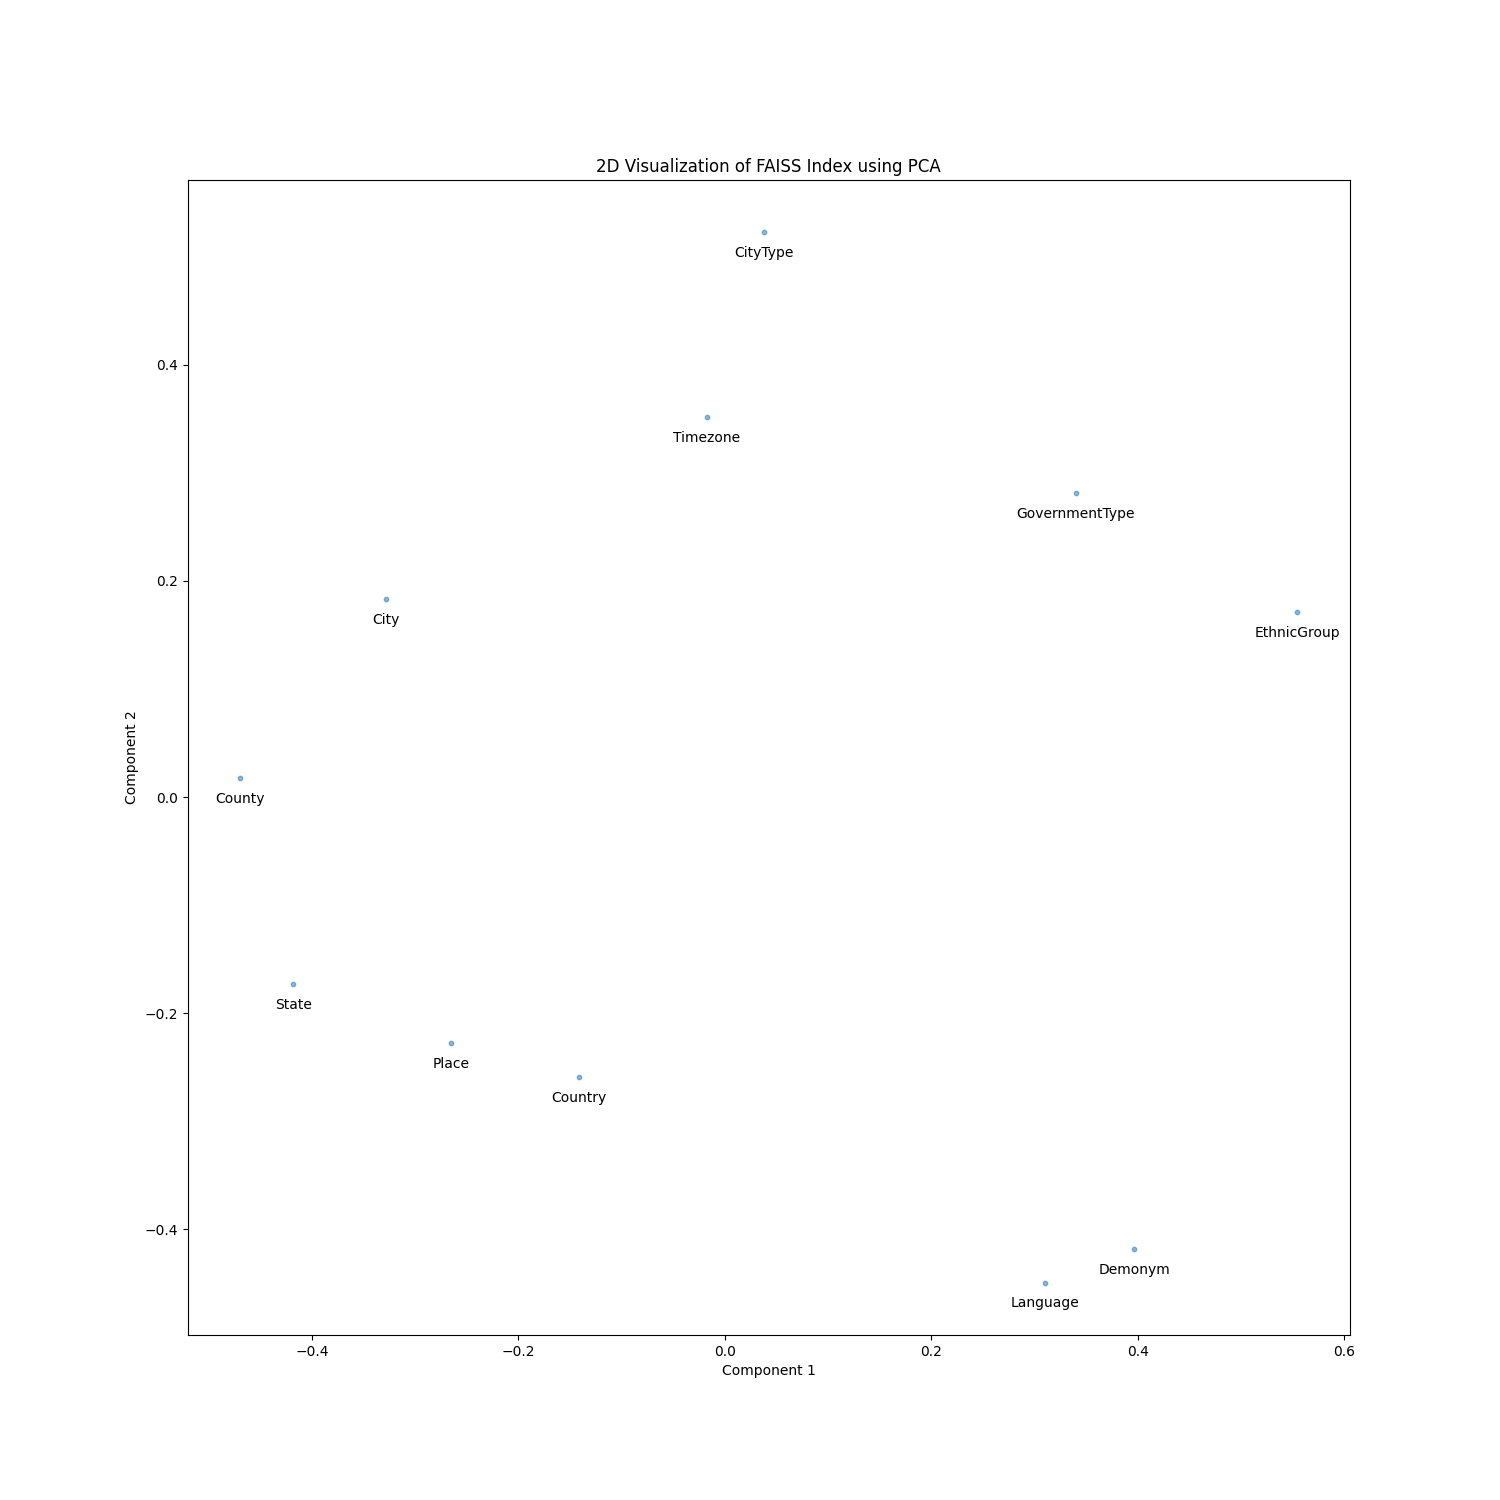 2D Visualization of FAISS Index using PCA
CityType
0.4
Timezone
GovernmentType
0.2
City
EthnicGroup
Component 2
0.0
County
−0.2
State
Place
Country
−0.4
Demonym
Language
−0.4 −0.2 0.0 0.2 0.4 0.6
Component 1